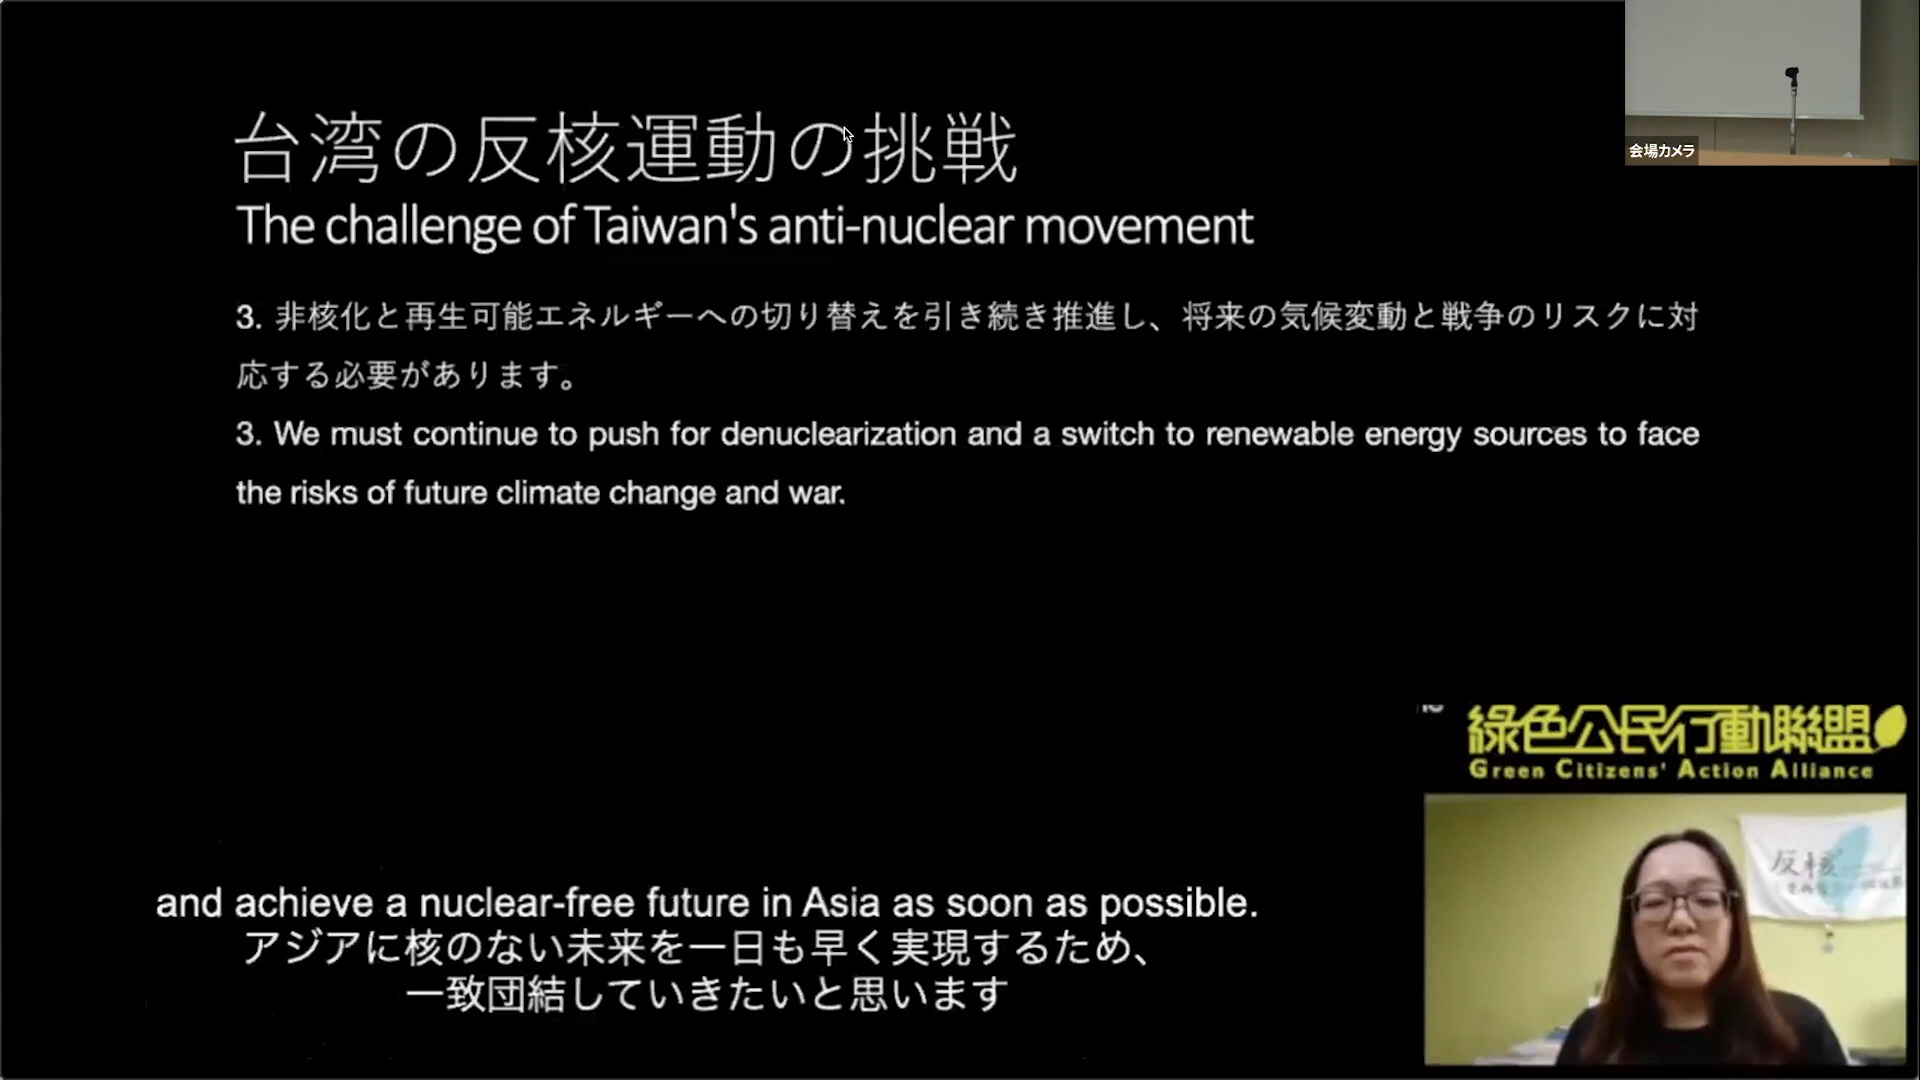 台湾の反核運動の挑戦
The challenge of Taiwan's anti-nuclear movement
会場カメラ
3. 非核化と再生可能エネルギーへの切り替えを引き続き推進し、将来の気候変動と戦争のリスクに対
応する必要があります。
3. We must continue to push for denuclearization and a switch to renewable energy sources to face
the risks of future climate change and war.
綠色公民行動聯盟
Green Citizens' Action Alliance
反核
and achieve a nuclear-free future in Asia as soon as possible.
アジアに核のない未来を一日も早く実現するため、
一致団結していきたいと思います